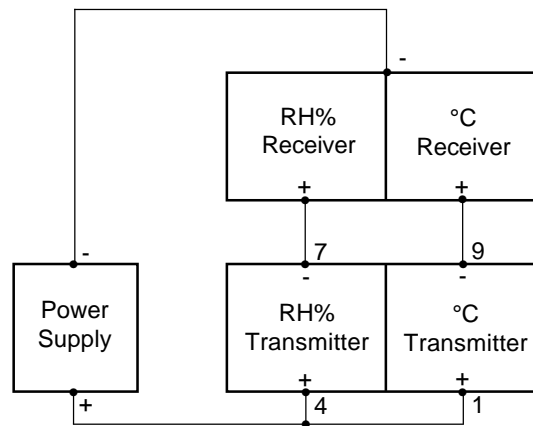 -
RH%
Receiver
°C
Receiver
+
+
7
9
-
-
-
Power
Supply
RH%
Transmitter
°C
Transmitter
+
+
+
4
1